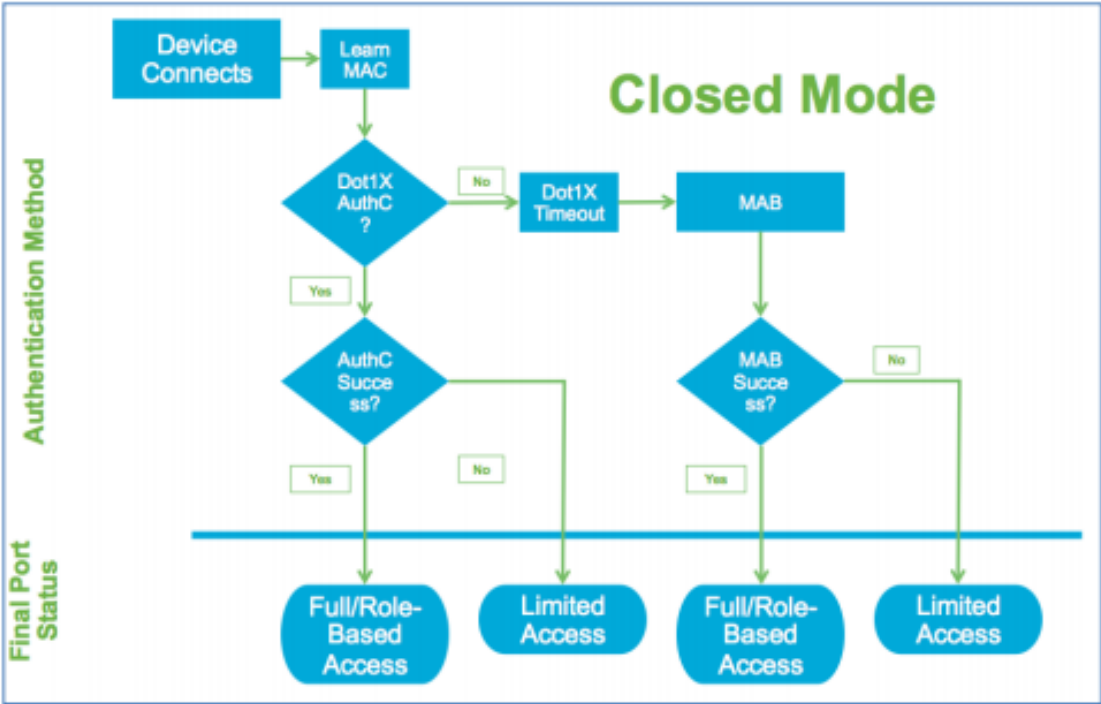 Device
Connects
Learn
MAC
Closed Mode
Authentication Method
Dot1X
AuthC
?
No
Dot1X
Timeout
MAB
Yes
AuthC
Succe
ss?
MAB
Succe
ss?
No
Yes
No
Yes
Final Port
Status
Full/Role-
Based
Access
Limited
Access
Full/Role-
Based
Access
Limited
Access